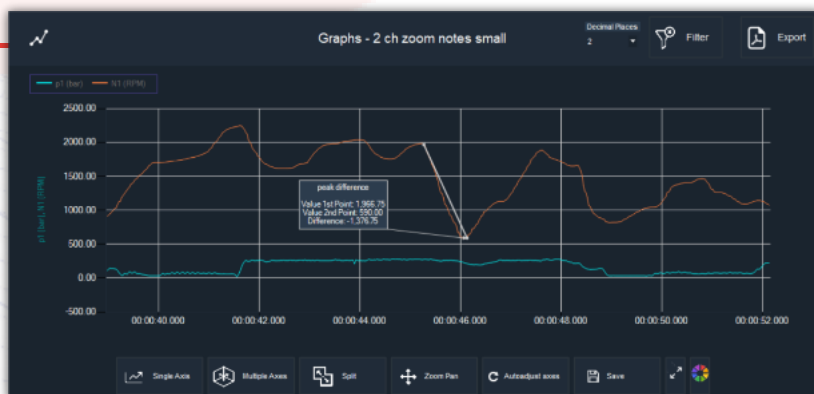 Graphs - 2 ch zoom notes small
Decimal Places
2
Filter
Export
p1 (bar)
N1 (RPM)
2500.00
2000.00
1500.00
1000.00
500.00
0.00
-500.00
p1 (bar), N1 (RPM)
peak difference
Value 1st Point: 1,966.75
Value 2nd Point: 590.00
Difference: -1,376.75
00:00:40.000
00:00:42.000
00:00:44.000
00:00:46.000
00:00:48.000
00:00:50.000
00:00:52.000
Single Axis
Multiple Axes
Split
Zoom Pan
Autoadjust axes
Save